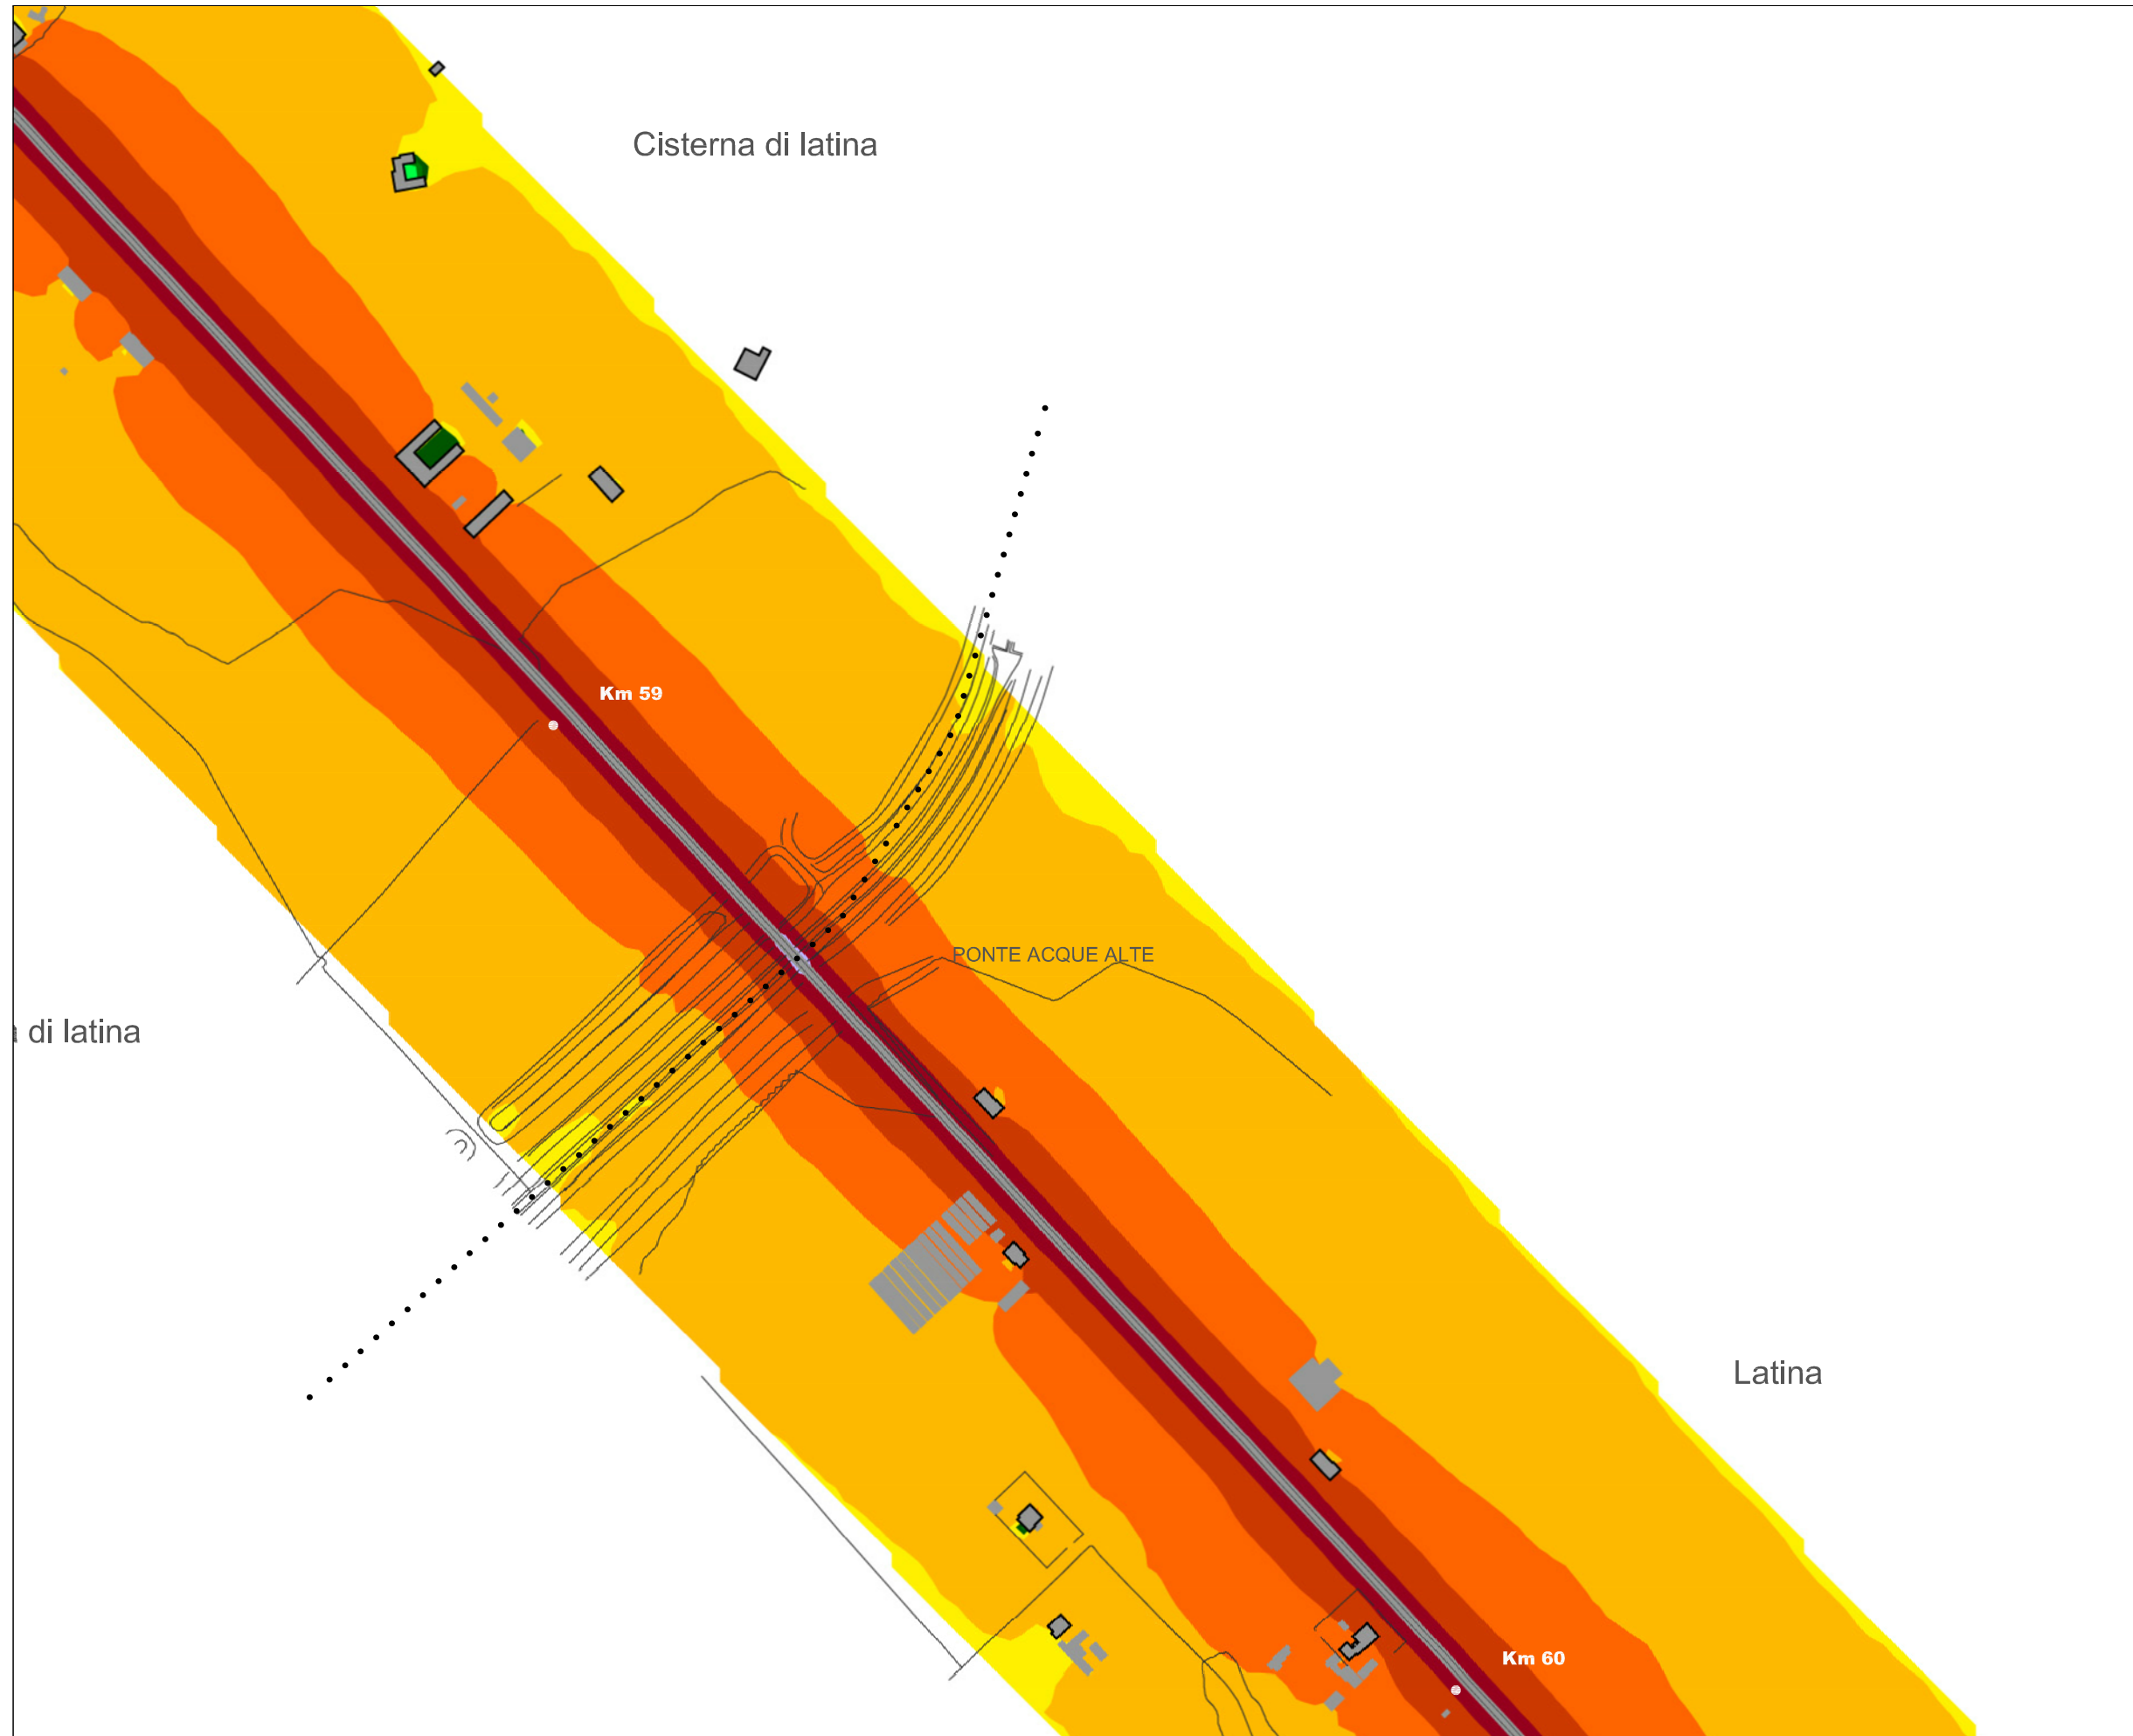 Cisterna di latina
Km 59
PONTE ACQUE ALTE
di latina
Latina
Km 60